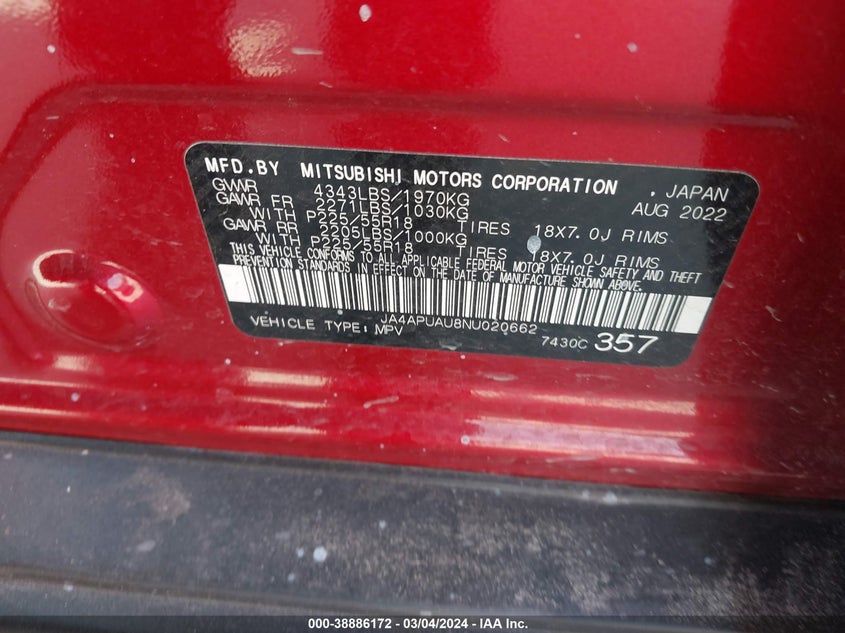 MFD.BY MITSUBISHI MOTORS CORPORATION , JAPAN
GVWR 4343LBS/1970KG AUG 2022
GAWR FR 2271LBS/1030KG
WITH P225/55R18 TIRES 18X7.0J RIMS
GAWR RR 2205LBS/1000KG
WITH P225/55R18 TIRES 18X7.0J RIMS
THIS VEHICLE CONFORMS TO ALL APPLICABLE FEDERAL MOTOR VEHICLE SAFETY AND THEFT
PREVENTION STANDARDS IN EFFECT ON THE DATE OF MANUFACTURE SHOWN ABOVE.
JA4APUAU8NU020662
VEHICLE TYPE: MPV 7430C 357
000-38886172 - 03/04/2024 - IAA Inc.